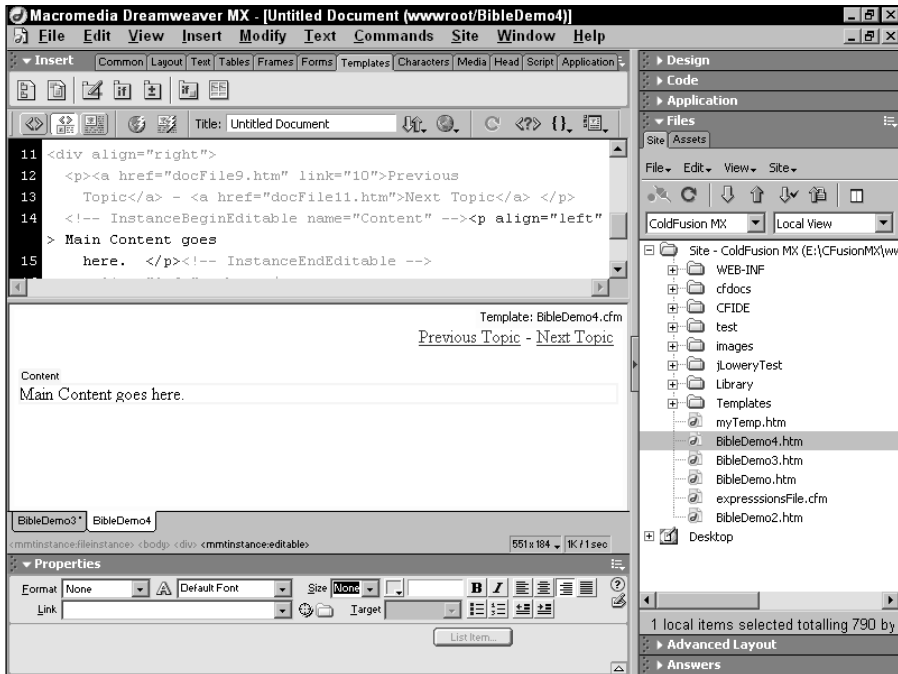 Macromedia Dreamweaver MX - [Untitled Document (wwwroot/BibleDemo4)]
File Edit View Insert Modify Text Commands Site Window Help
Insert Common Layout Text Tables Frames Forms Templates Characters Media Head Script Application
Title: Untitled Document
11 <div align="right">
12 <p><a href="docFile9.htm" link="10">Previous
13 Topic</a> - <a href="docFile11.htm">Next Topic</a> </p>
14 <!-- InstanceBeginEditable name="Content" --><p align="left"
> Main Content goes
15 here. </p><!-- InstanceEndEditable -->
Template: BibleDemo4.cfm
Previous Topic - Next Topic
Content
Main Content goes here.
BibleDemo3* BibleDemo4
<mmtinstance:fileinstance> <body> <div> <mmtinstance:editable> 551 x 184 1K / 1 sec
Properties
Format None Default Font Size None B I
Link Target
List Item...
Design
Code
Application
Files
Site Assets
File Edit View Site
ColdFusion MX Local View
Site - ColdFusion MX (E:\CFusionMX\ww
WEB-INF
cfdocs
CFIDE
test
images
jLoweryTest
Library
Templates
myTemp.htm
BibleDemo4.htm
BibleDemo3.htm
BibleDemo.htm
expresssionsFile.cfm
BibleDemo2.htm
Desktop
1 local items selected totalling 790 by
Advanced Layout
Answers